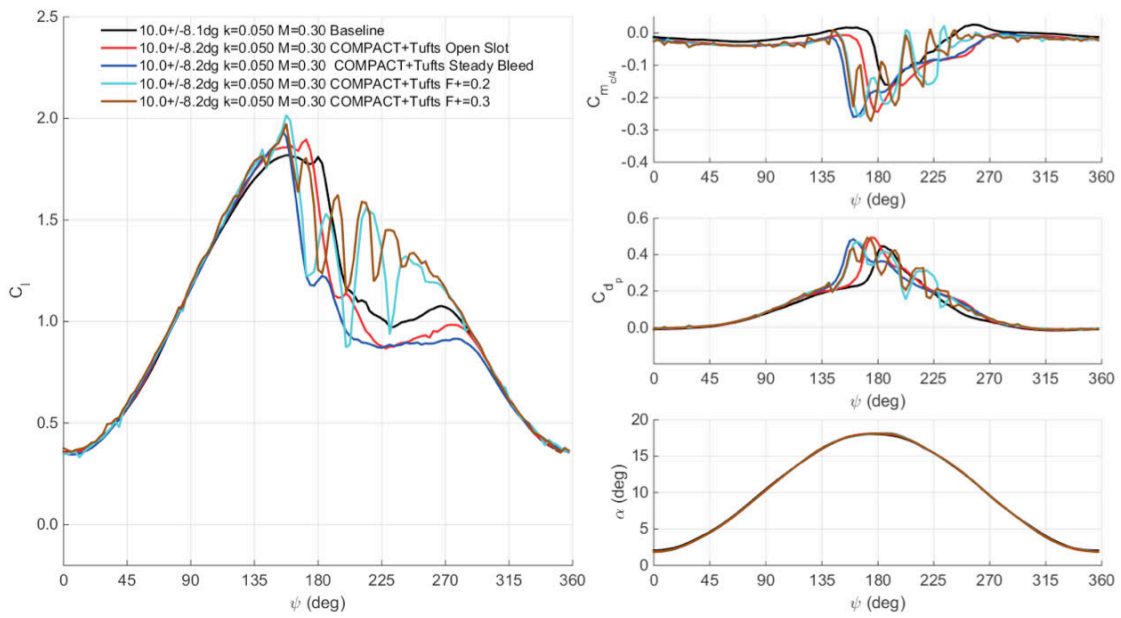 2.5
2.0
1.5
1.0
0.5
0.0
C_l
10.0+/-8.1dg k=0.050 M=0.30 Baseline
10.0+/-8.2dg k=0.050 M=0.30 COMPACT+Tufts Open Slot
10.0+/-8.2dg k=0.050 M=0.30 COMPACT+Tufts Steady Bleed
10.0+/-8.2dg k=0.050 M=0.30 COMPACT+Tufts F+=0.2
10.0+/-8.2dg k=0.050 M=0.30 COMPACT+Tufts F+=0.3
0 45 90 135 180 225 270 315 360
ψ (deg)
0.0
-0.1
-0.2
-0.3
-0.4
C_m_c/4
0 45 90 135 180 225 270 315 360
ψ (deg)
0.6
0.4
0.2
0.0
C_d_p
0 45 90 135 180 225 270 315 360
ψ (deg)
20
15
10
5
0
α (deg)
0 45 90 135 180 225 270 315 360
ψ (deg)